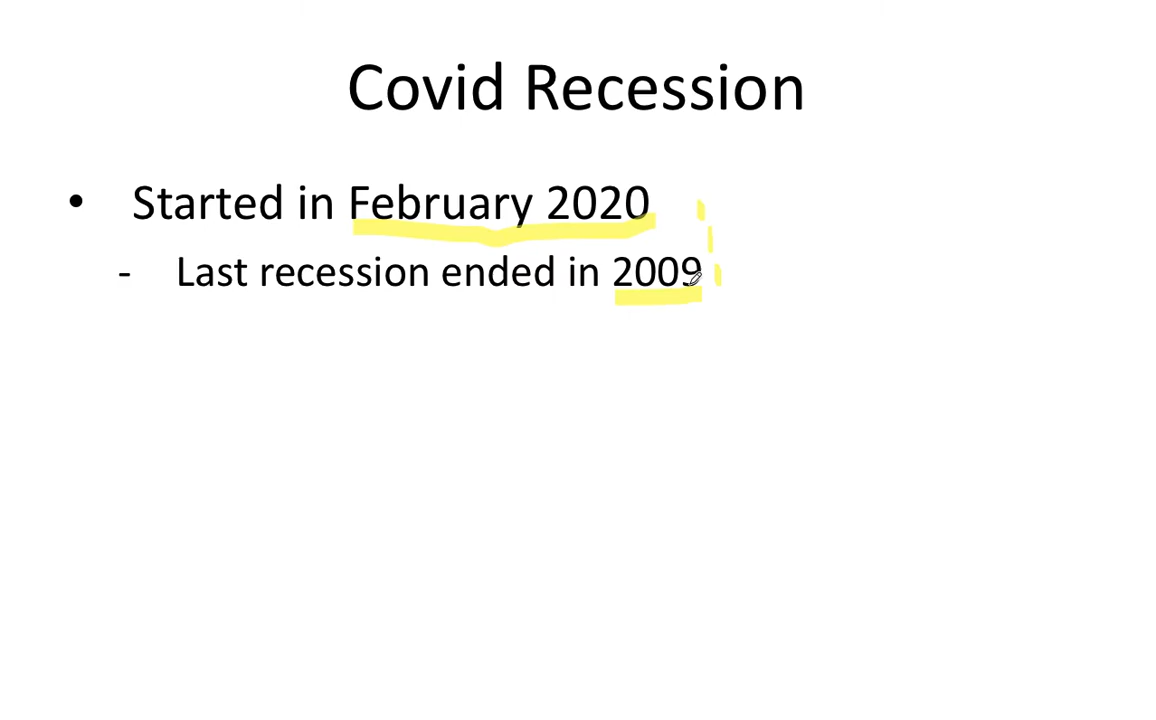 Covid Recession
• Started in February 2020
- Last recession ended in 2009